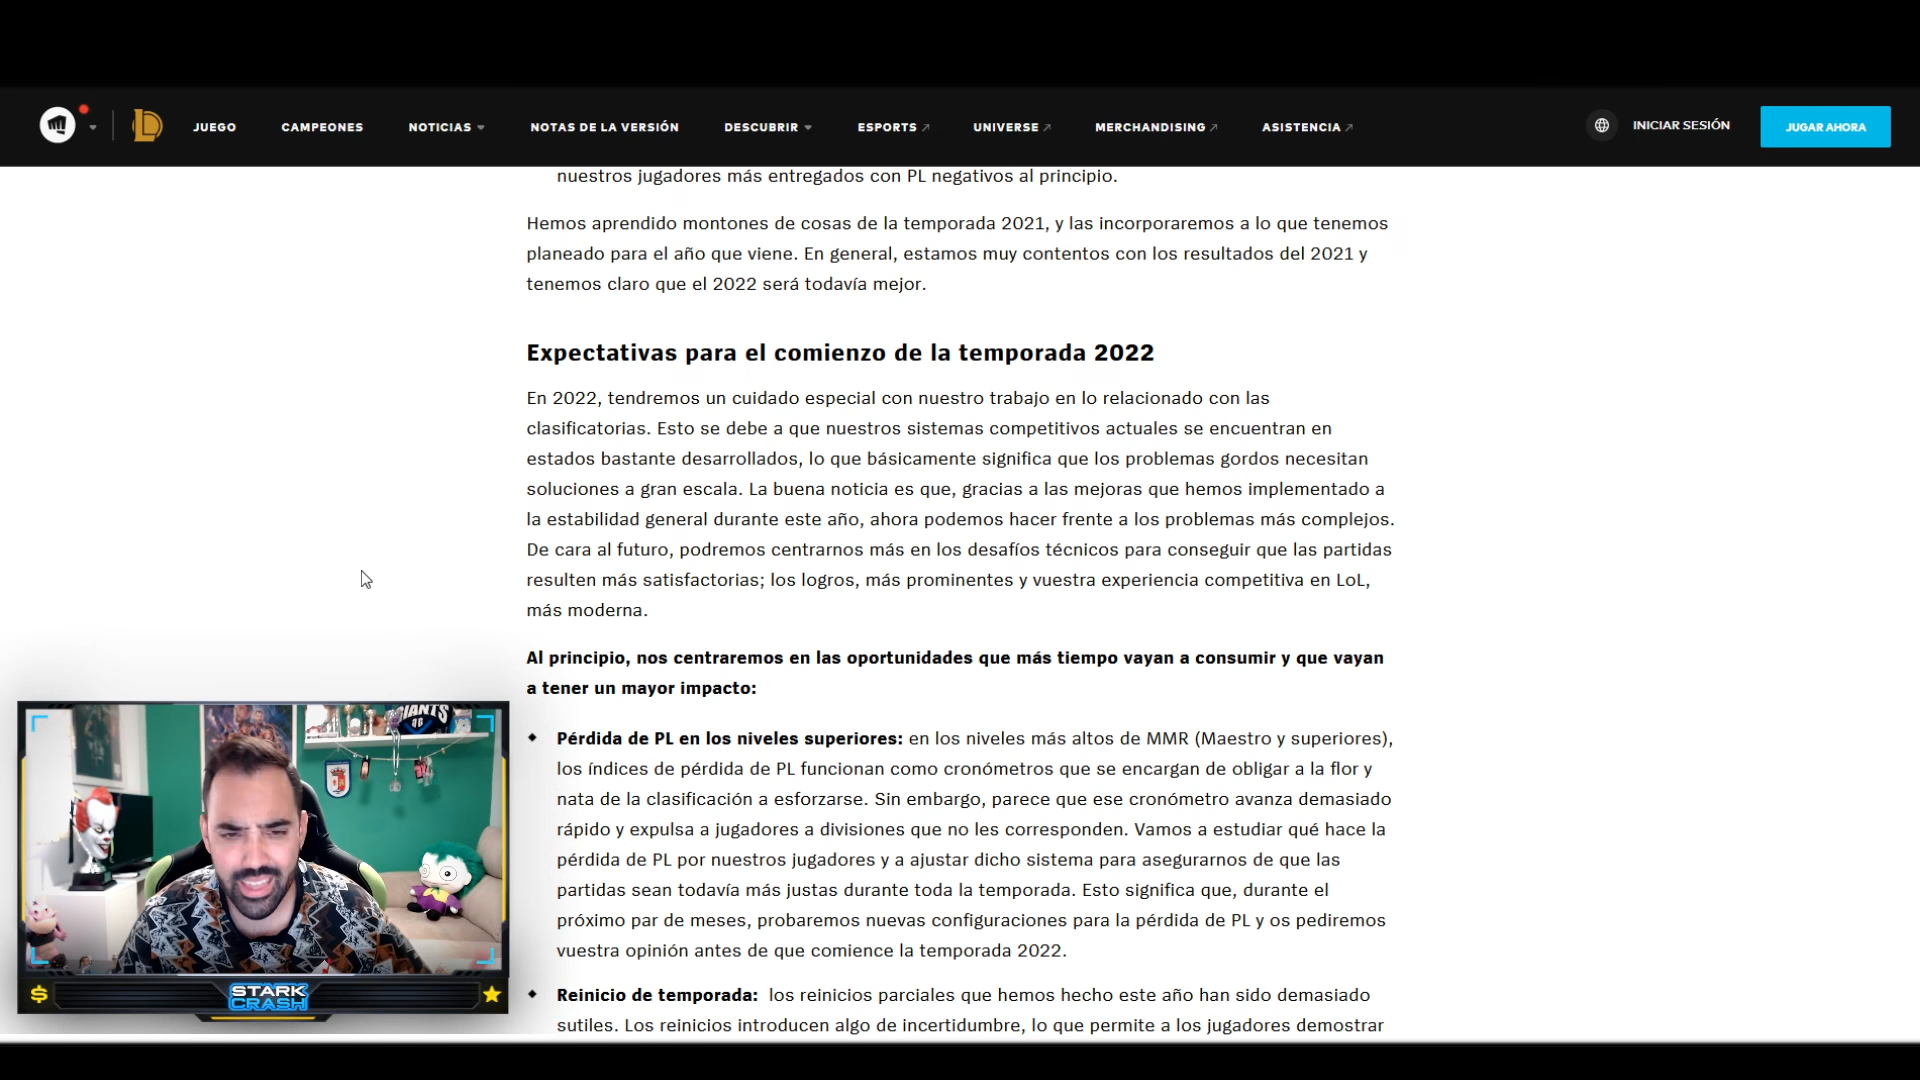 JUEGO
CAMPEONES
NOTICIAS
NOTAS DE LA VERSIÓN
DESCUBRIR
ESPORTS
UNIVERSE
MERCHANDISING
ASISTENCIA
INICIAR SESIÓN
JUGAR AHORA
nuestros jugadores más entregados con PL negativos al principio.
Hemos aprendido montones de cosas de la temporada 2021, y las incorporaremos a lo que tenemos
planeado para el año que viene. En general, estamos muy contentos con los resultados del 2021 y
tenemos claro que el 2022 será todavía mejor.
Expectativas para el comienzo de la temporada 2022
En 2022, tendremos un cuidado especial con nuestro trabajo en lo relacionado con las
clasificatorias. Esto se debe a que nuestros sistemas competitivos actuales se encuentran en
estados bastante desarrollados, lo que básicamente significa que los problemas gordos necesitan
soluciones a gran escala. La buena noticia es que, gracias a las mejoras que hemos implementado a
la estabilidad general durante este año, ahora podemos hacer frente a los problemas más complejos.
De cara al futuro, podremos centrarnos más en los desafíos técnicos para conseguir que las partidas
resulten más satisfactorias; los logros, más prominentes y vuestra experiencia competitiva en LoL,
más moderna.
Al principio, nos centraremos en las oportunidades que más tiempo vayan a consumir y que vayan
a tener un mayor impacto:
Pérdida de PL en los niveles superiores: en los niveles más altos de MMR (Maestro y superiores),
los índices de pérdida de PL funcionan como cronómetros que se encargan de obligar a la flor y
nata de la clasificación a esforzarse. Sin embargo, parece que ese cronómetro avanza demasiado
rápido y expulsa a jugadores a divisiones que no les corresponden. Vamos a estudiar qué hace la
pérdida de PL por nuestros jugadores y a ajustar dicho sistema para asegurarnos de que las
partidas sean todavía más justas durante toda la temporada. Esto significa que, durante el
próximo par de meses, probaremos nuevas configuraciones para la pérdida de PL y os pediremos
vuestra opinión antes de que comience la temporada 2022.
Reinicio de temporada: los reinicios parciales que hemos hecho este año han sido demasiado
sutiles. Los reinicios introducen algo de incertidumbre, lo que permite a los jugadores demostrar
GIANTS
$
STARK
CRASH